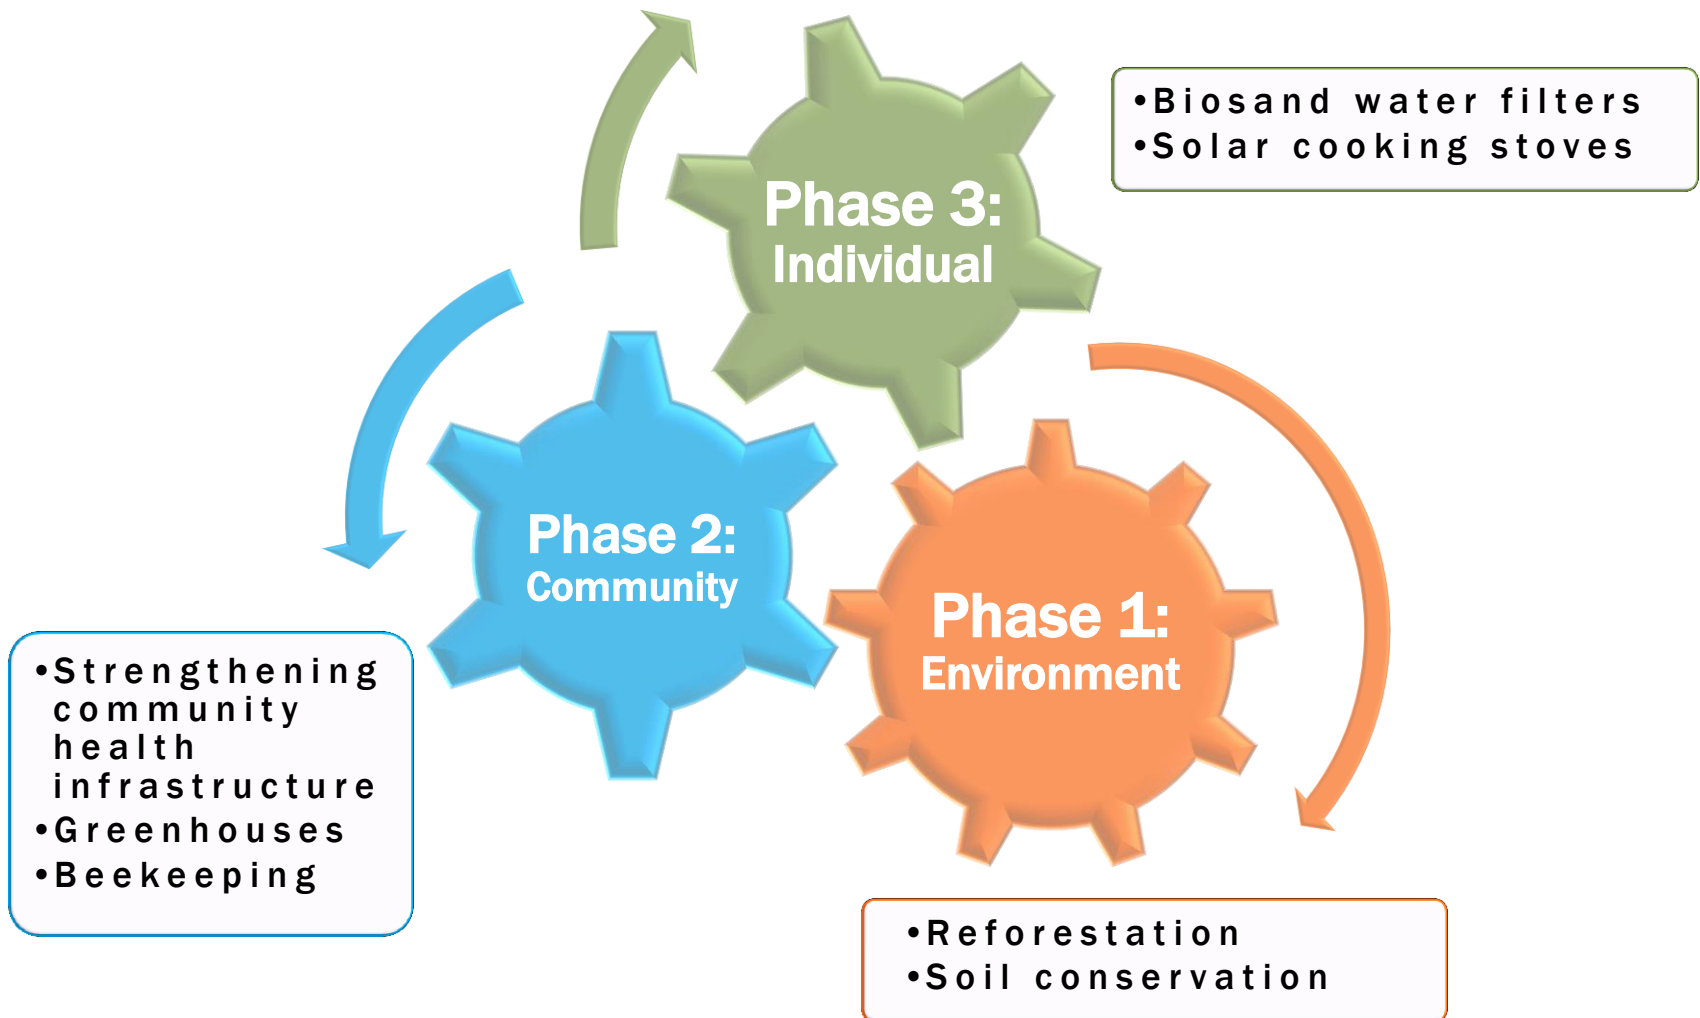 •Biosand water filters
•Solar cooking stoves
Phase 3:
Individual
Phase 2:
Community
Phase 1:
Environment
•Strengthening
community
health
infrastructure
•Greenhouses
•Beekeeping
•Reforestation
•Soil conservation